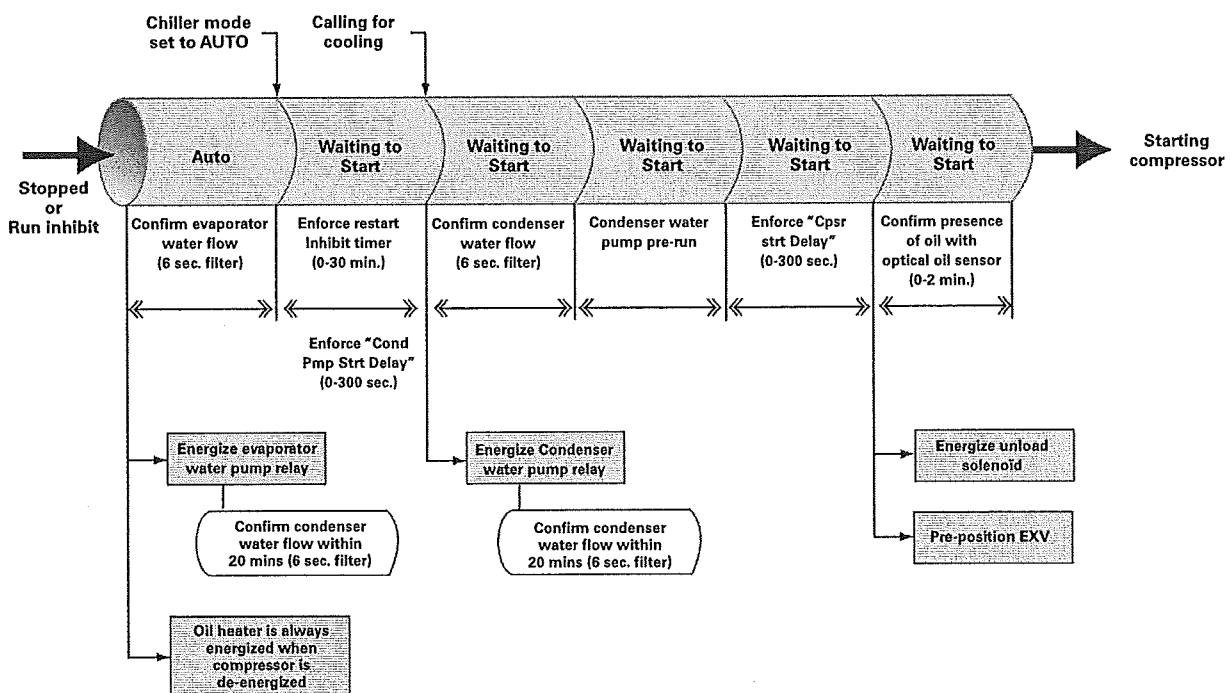 Chiller mode
set to AUTO
Calling for
cooling
Stopped
or
Run inhibit
Auto
Waiting to
Start
Waiting to
Start
Waiting to
Start
Waiting to
Start
Waiting to
Start
Starting
compressor
Confirm evaporator
water flow
(6 sec. filter)
Enforce restart
Inhibit timer
(0-30 min.)
Confirm condenser
water flow
(6 sec. filter)
Condenser water
pump pre-run
Enforce “Cpsr
strt Delay”
(0-300 sec.)
Confirm presence
of oil with
optical oil sensor
(0-2 min.)
Enforce “Cond
Pmp Strt Delay”
(0-300 sec.)
Energize evaporator
water pump relay
Confirm condenser
water flow within
20 mins (6 sec. filter)
Oil heater is always
energized when
compressor is
de-energized
Energize Condenser
water pump relay
Confirm condenser
water flow within
20 mins (6 sec. filter)
Energize unload
solenoïd
Pre-position EXV